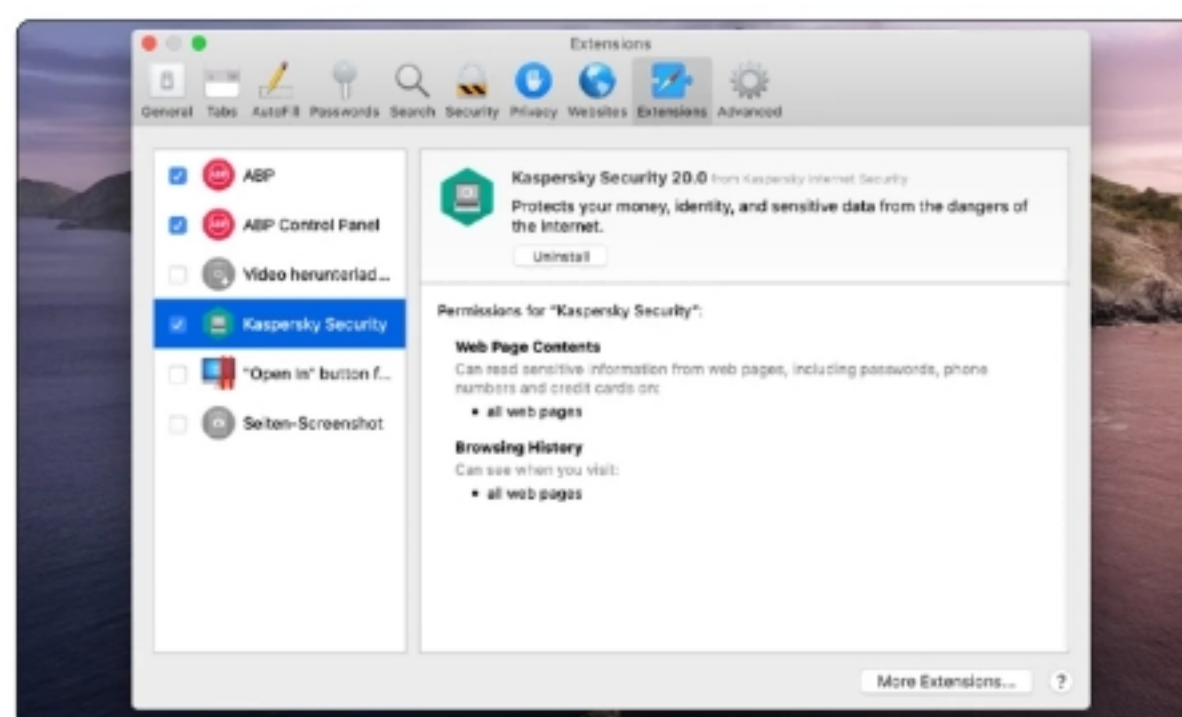 Extensions
General Tabs AutoFill Passwords Search Security Privacy Websites Extensions Advanced
ABP
ABP Control Panel
Video herunterlad...
Kaspersky Security
"Open In" button f...
Seiten-Screenshot
Kaspersky Security 20.0 from Kaspersky Internet Security
Protects your money, identity, and sensitive data from the dangers of
the internet.
Uninstall
Permissions for "Kaspersky Security":
Web Page Contents
Can read sensitive information from web pages, including passwords, phone
numbers and credit cards on:
• all web pages
Browsing History
Can see when you visit:
• all web pages
More Extensions... ?